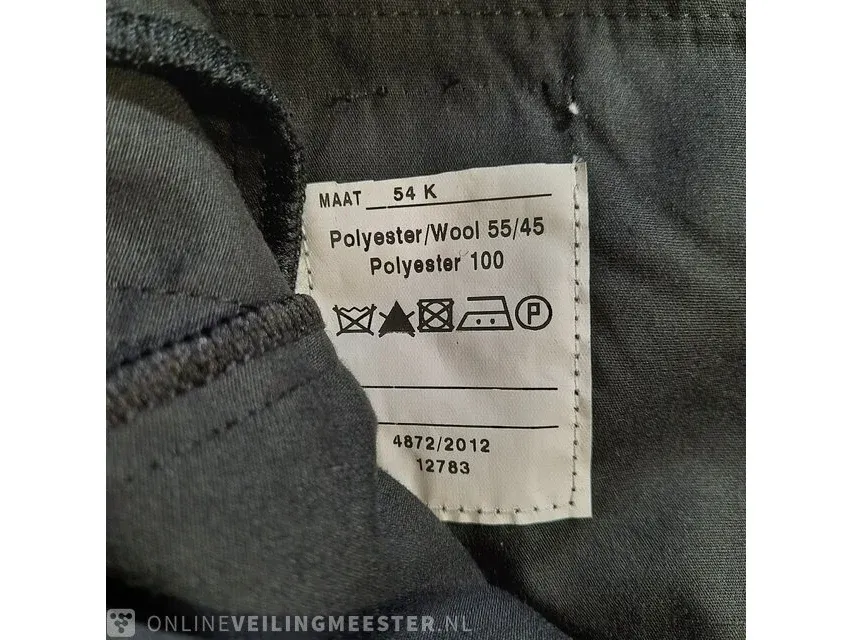 MAAT 54 K
Polyester/Wool 55/45
Polyester 100
P
4872/2012
12783
ONLINEVEILINGMEESTER.NL